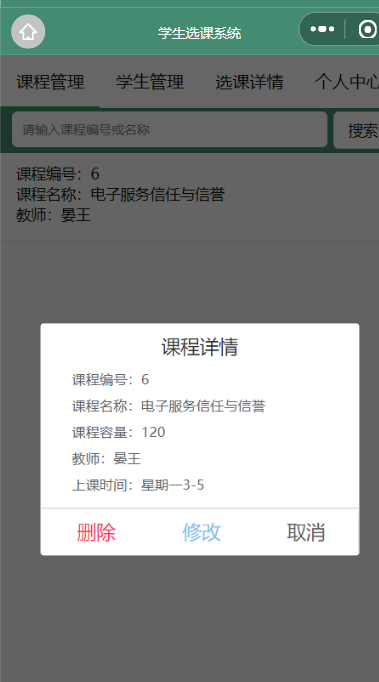 学生选课系统
课程管理 学生管理 选课详情 个人中心
请输入课程编号或名称 搜索
课程编号：6
课程名称：电子服务信任与信誉
教师：晏王
课程详情
课程编号：6
课程名称：电子服务信任与信誉
课程容量：120
教师：晏王
上课时间：星期一3-5
删除 修改 取消